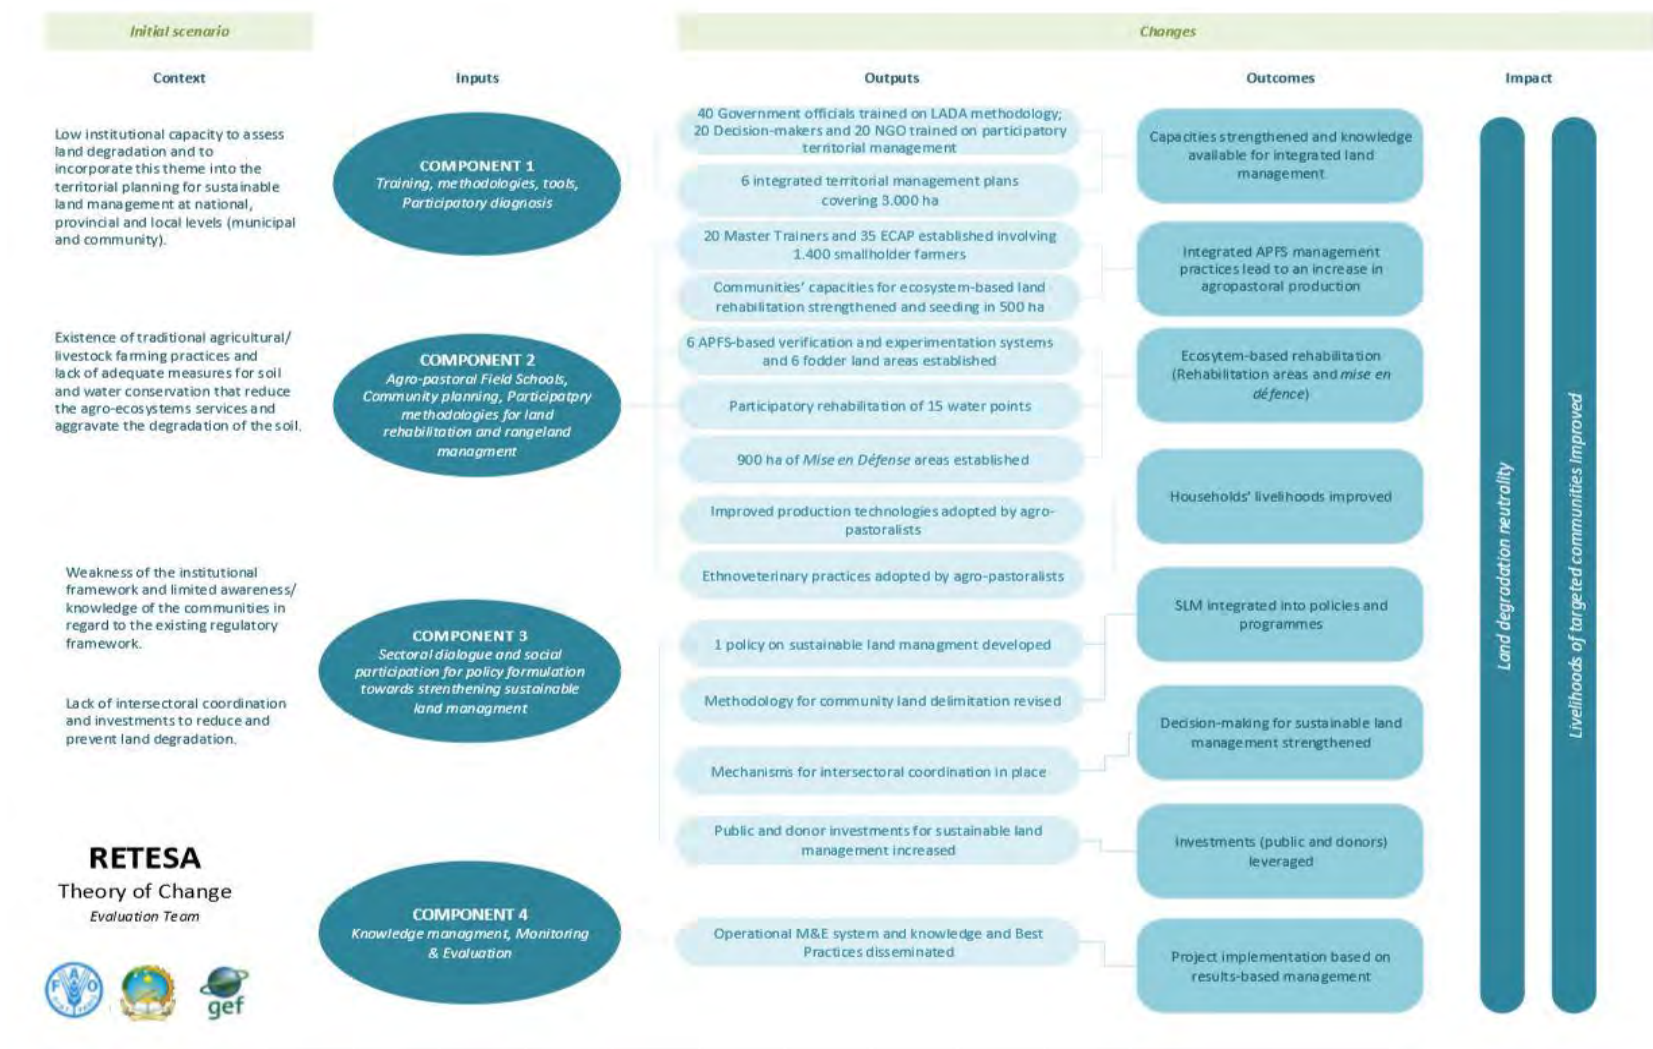 Initial scenario
Changes
Context
Inputs
Outputs
Outcomes
Impact
Low institutional capacity to assess
land degradation and to
incorporate this theme into the
territorial planning for sustainable
land management at national,
provincial and local levels (municipal
and community).
Existence of traditional agricultural/
livestock farming practices and
lack of adequate measures for soil
and water conservation that reduce
the agro-ecosystems services and
aggravate the degradation of the soil.
Weakness of the institutional
framework and limited awareness/
knowledge of the communities in
regard to the existing regulatory
framework.
Lack of intersectoral coordination
and investments to reduce and
prevent land degradation.
COMPONENT 1
Training, methodologies, tools,
Participatory diagnosis
COMPONENT 2
Agro-pastoral Field Schools,
Community planning, Participatpry
methodologies for land
rehabilitation and rangeland
managment
COMPONENT 3
Sectoral dialogue and social
participation for policy formulation
towards strenthening sustainable
land managment
COMPONENT 4
Knowledge managment, Monitoring
& Evaluation
40 Government officials trained on LADA methodology;
20 Decision-makers and 20 NGO trained on participatory
territorial management
6 integrated territorial management plans
covering 3.000 ha
20 Master Trainers and 35 ECAP established involving
1.400 smallholder farmers
Communities' capacities for ecosystem-based land
rehabilitation strengthened and seeding in 500 ha
6 APFS-based verification and experimentation systems
and 6 fodder land areas established
Participatory rehabilitation of 15 water points
900 ha of Mise en Défense areas established
Improved production technologies adopted by agro-
pastoralists
Ethnoveterinary practices adopted by agro-pastoralists
1 policy on sustainable land managment developed
Methodology for community land delimitation revised
Mechanisms for intersectoral coordination in place
Public and donor investments for sustainable land
management increased
Operational M&E system and knowledge and Best
Practices disseminated
Capacities strengthened and knowledge
available for integrated land
management.
Integrated APFS management
practices lead to an increase in
agropastoral production
Ecosytem-based rehabilitation
(Rehabilitation areas and mise en
défence)
Households' livelihoods improved
SLM integrated into policies and
programmes
Decision-making for sustainable land
management strengthened
Investments (public and donors)
leveraged
Project implementation based on
results-based management
Land degradation neutrality
Livelihoods of targeted communities improved
RETESA
Theory of Change
Evaluation Team
F A O
gef